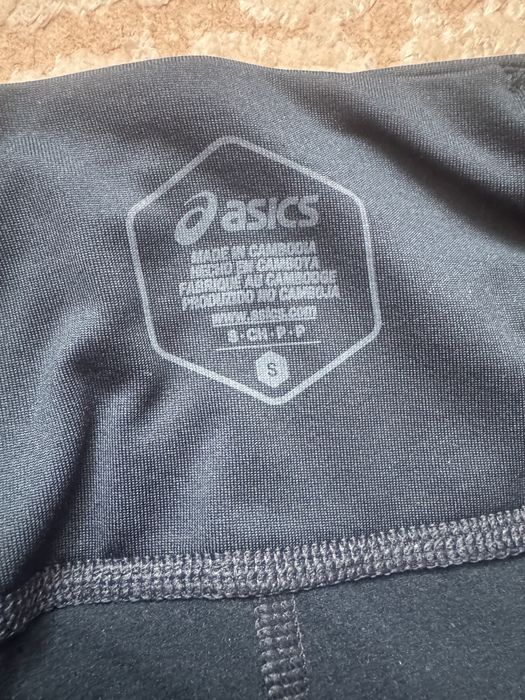 asics
MADE IN CAMBODIA
HECHO EN CAMBOYA
FABRIQUÉ AU CAMBODGE
PRODUZIDO NO CAMBOJA
www.asics.com
S • CH • P • P
S